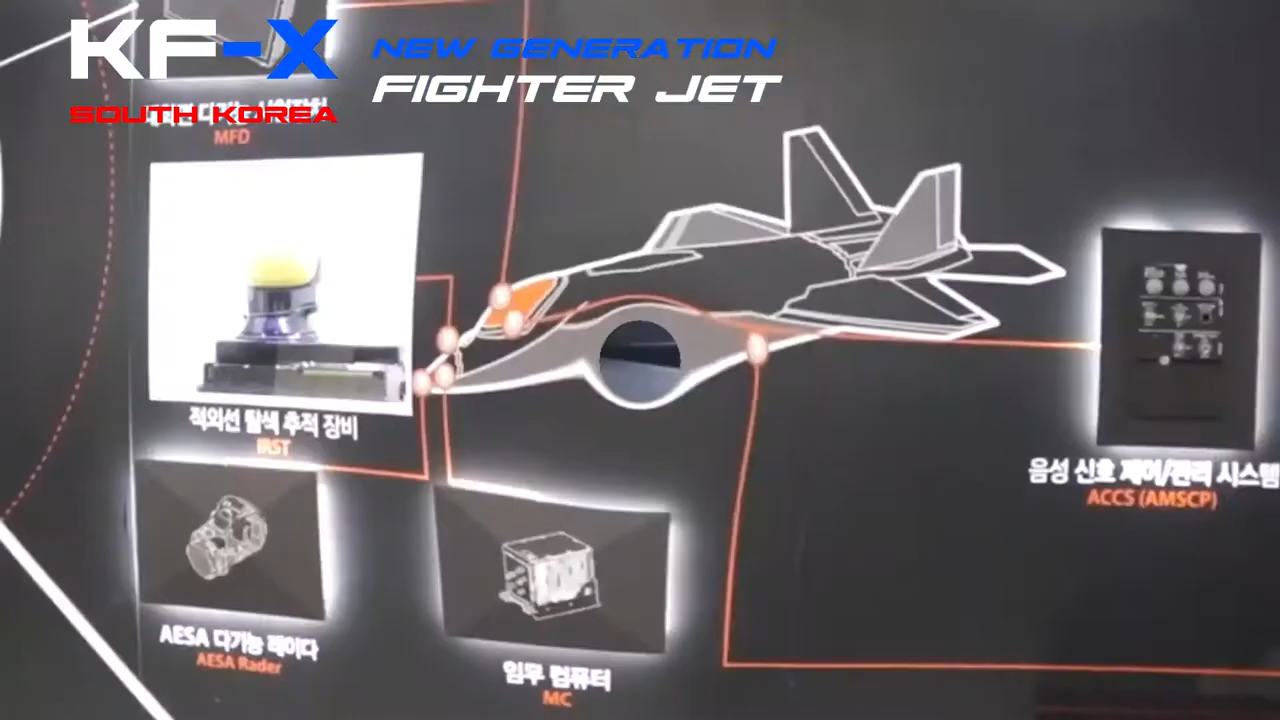 KF-X
NEW GENERATION
FIGHTER JET
SOUTH KOREA
MFD
적외선 탐색 추적 장비
IRST
음성 신호 제어/관리 시스템
ACCS (AMSCP)
AESA 다기능 레이다
AESA Rader
임무 컴퓨터
MC